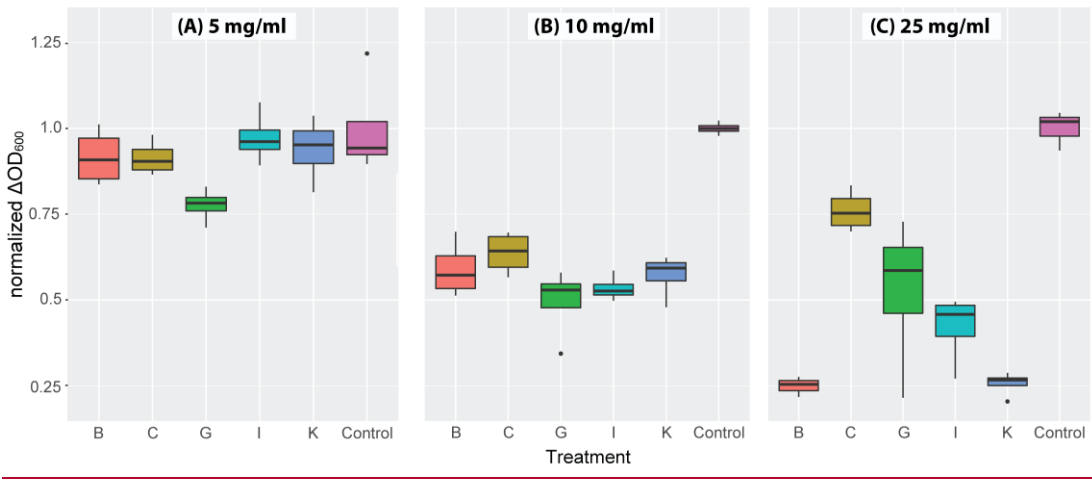 (A) 5 mg/ml
(B) 10 mg/ml
(C) 25 mg/ml
normalized ΔOD₆₀₀
1.25
1.0
0.75
0.5
0.25
B C G I K Control
B C G I K Control
B C G I K Control
Treatment